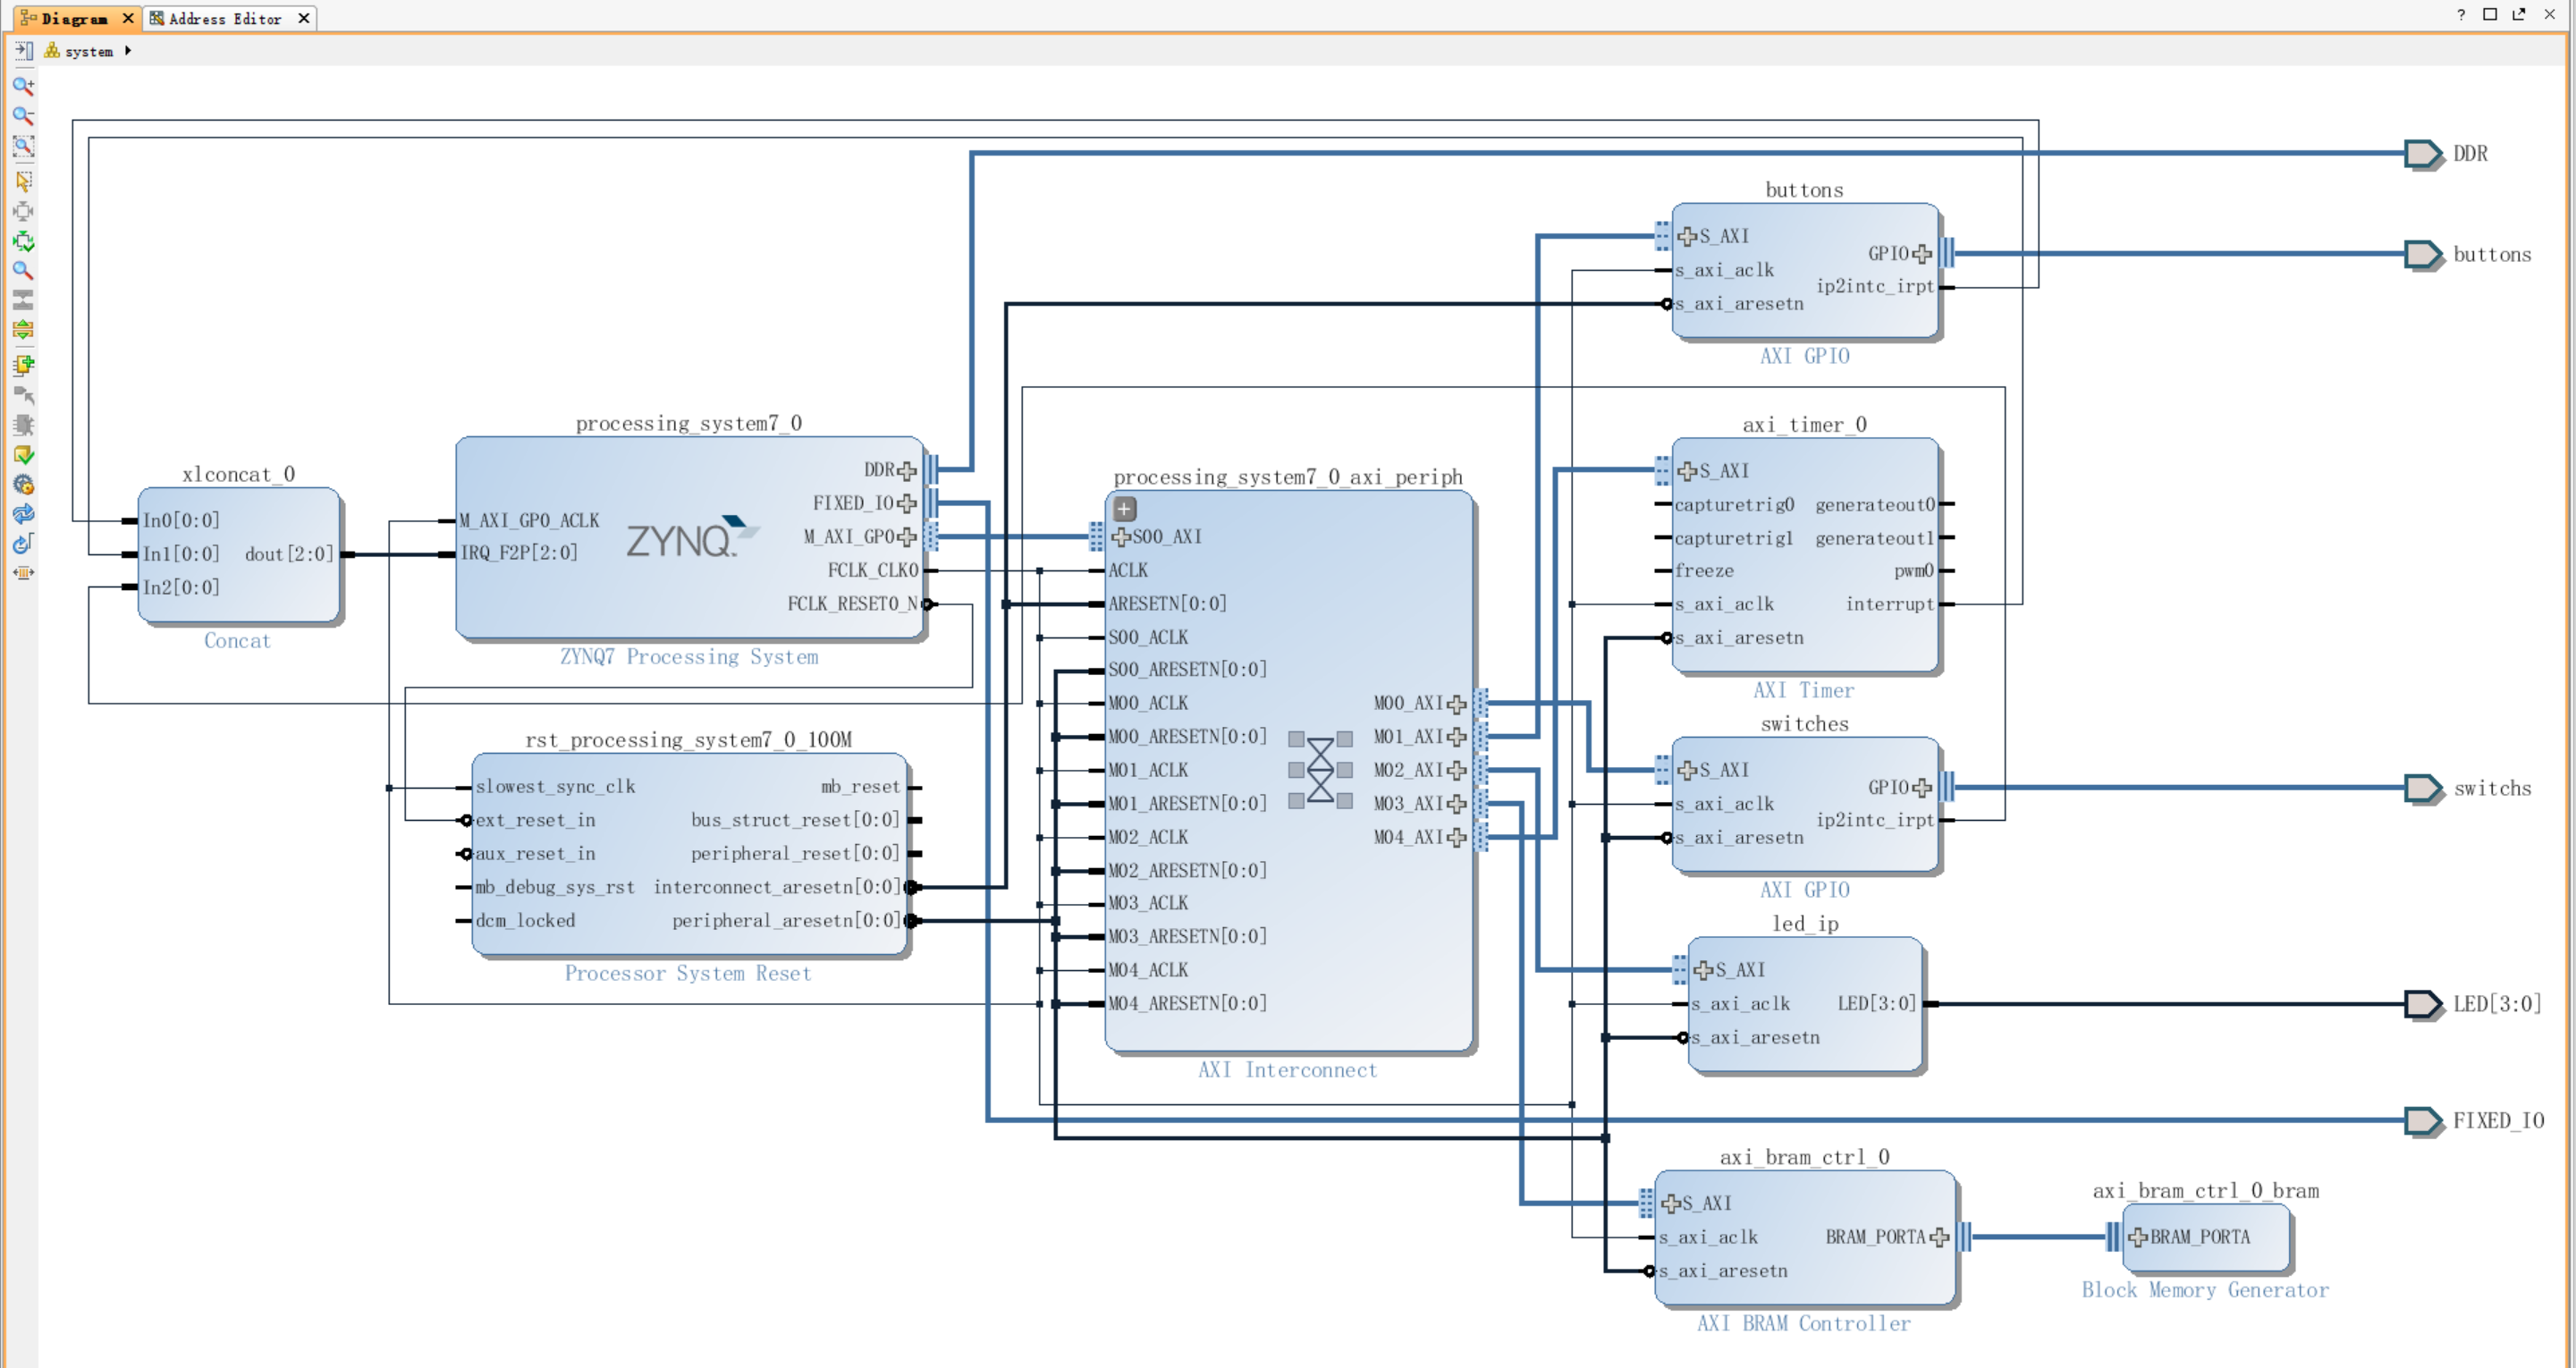 Diagram
Address Editor
system
DDR
buttons
S_AXI
GPIO
s_axi_aclk
ip2intc_irpt
s_axi_aresetn
AXI GPIO
buttons
xlconcat_0
In0[0:0]
In1[0:0]
dout[2:0]
In2[0:0]
Concat
processing_system7_0
DDR
FIXED_IO
M_AXI_GP0_ACLK
IRQ_F2P[2:0]
ZYNQ
M_AXI_GP0
FCLK_CLK0
FCLK_RESET0_N
ZYNQ7 Processing System
rst_processing_system7_0_100M
slowest_sync_clk
mb_reset
ext_reset_in
bus_struct_reset[0:0]
aux_reset_in
peripheral_reset[0:0]
mb_debug_sys_rst
interconnect_aresetn[0:0]
dcm_locked
peripheral_aresetn[0:0]
Processor System Reset
processing_system7_0_axi_periph
S00_AXI
ACLK
ARESETN[0:0]
S00_ACLK
S00_ARESETN[0:0]
M00_ACLK
M00_AXI
M00_ARESETN[0:0]
M01_AXI
M01_ACLK
M02_AXI
M01_ARESETN[0:0]
M03_AXI
M02_ACLK
M04_AXI
M02_ARESETN[0:0]
M03_ACLK
M03_ARESETN[0:0]
M04_ACLK
M04_ARESETN[0:0]
AXI Interconnect
axi_timer_0
S_AXI
capturetrig0
generateout0
capturetrig1
generateout1
freeze
pwm0
s_axi_aclk
interrupt
s_axi_aresetn
AXI Timer
switches
S_AXI
GPIO
s_axi_aclk
ip2intc_irpt
s_axi_aresetn
AXI GPIO
switchs
led_ip
S_AXI
s_axi_aclk
LED[3:0]
s_axi_aresetn
LED[3:0]
FIXED_IO
axi_bram_ctrl_0
S_AXI
s_axi_aclk
BRAM_PORTA
s_axi_aresetn
AXI BRAM Controller
axi_bram_ctrl_0_bram
BRAM_PORTA
Block Memory Generator